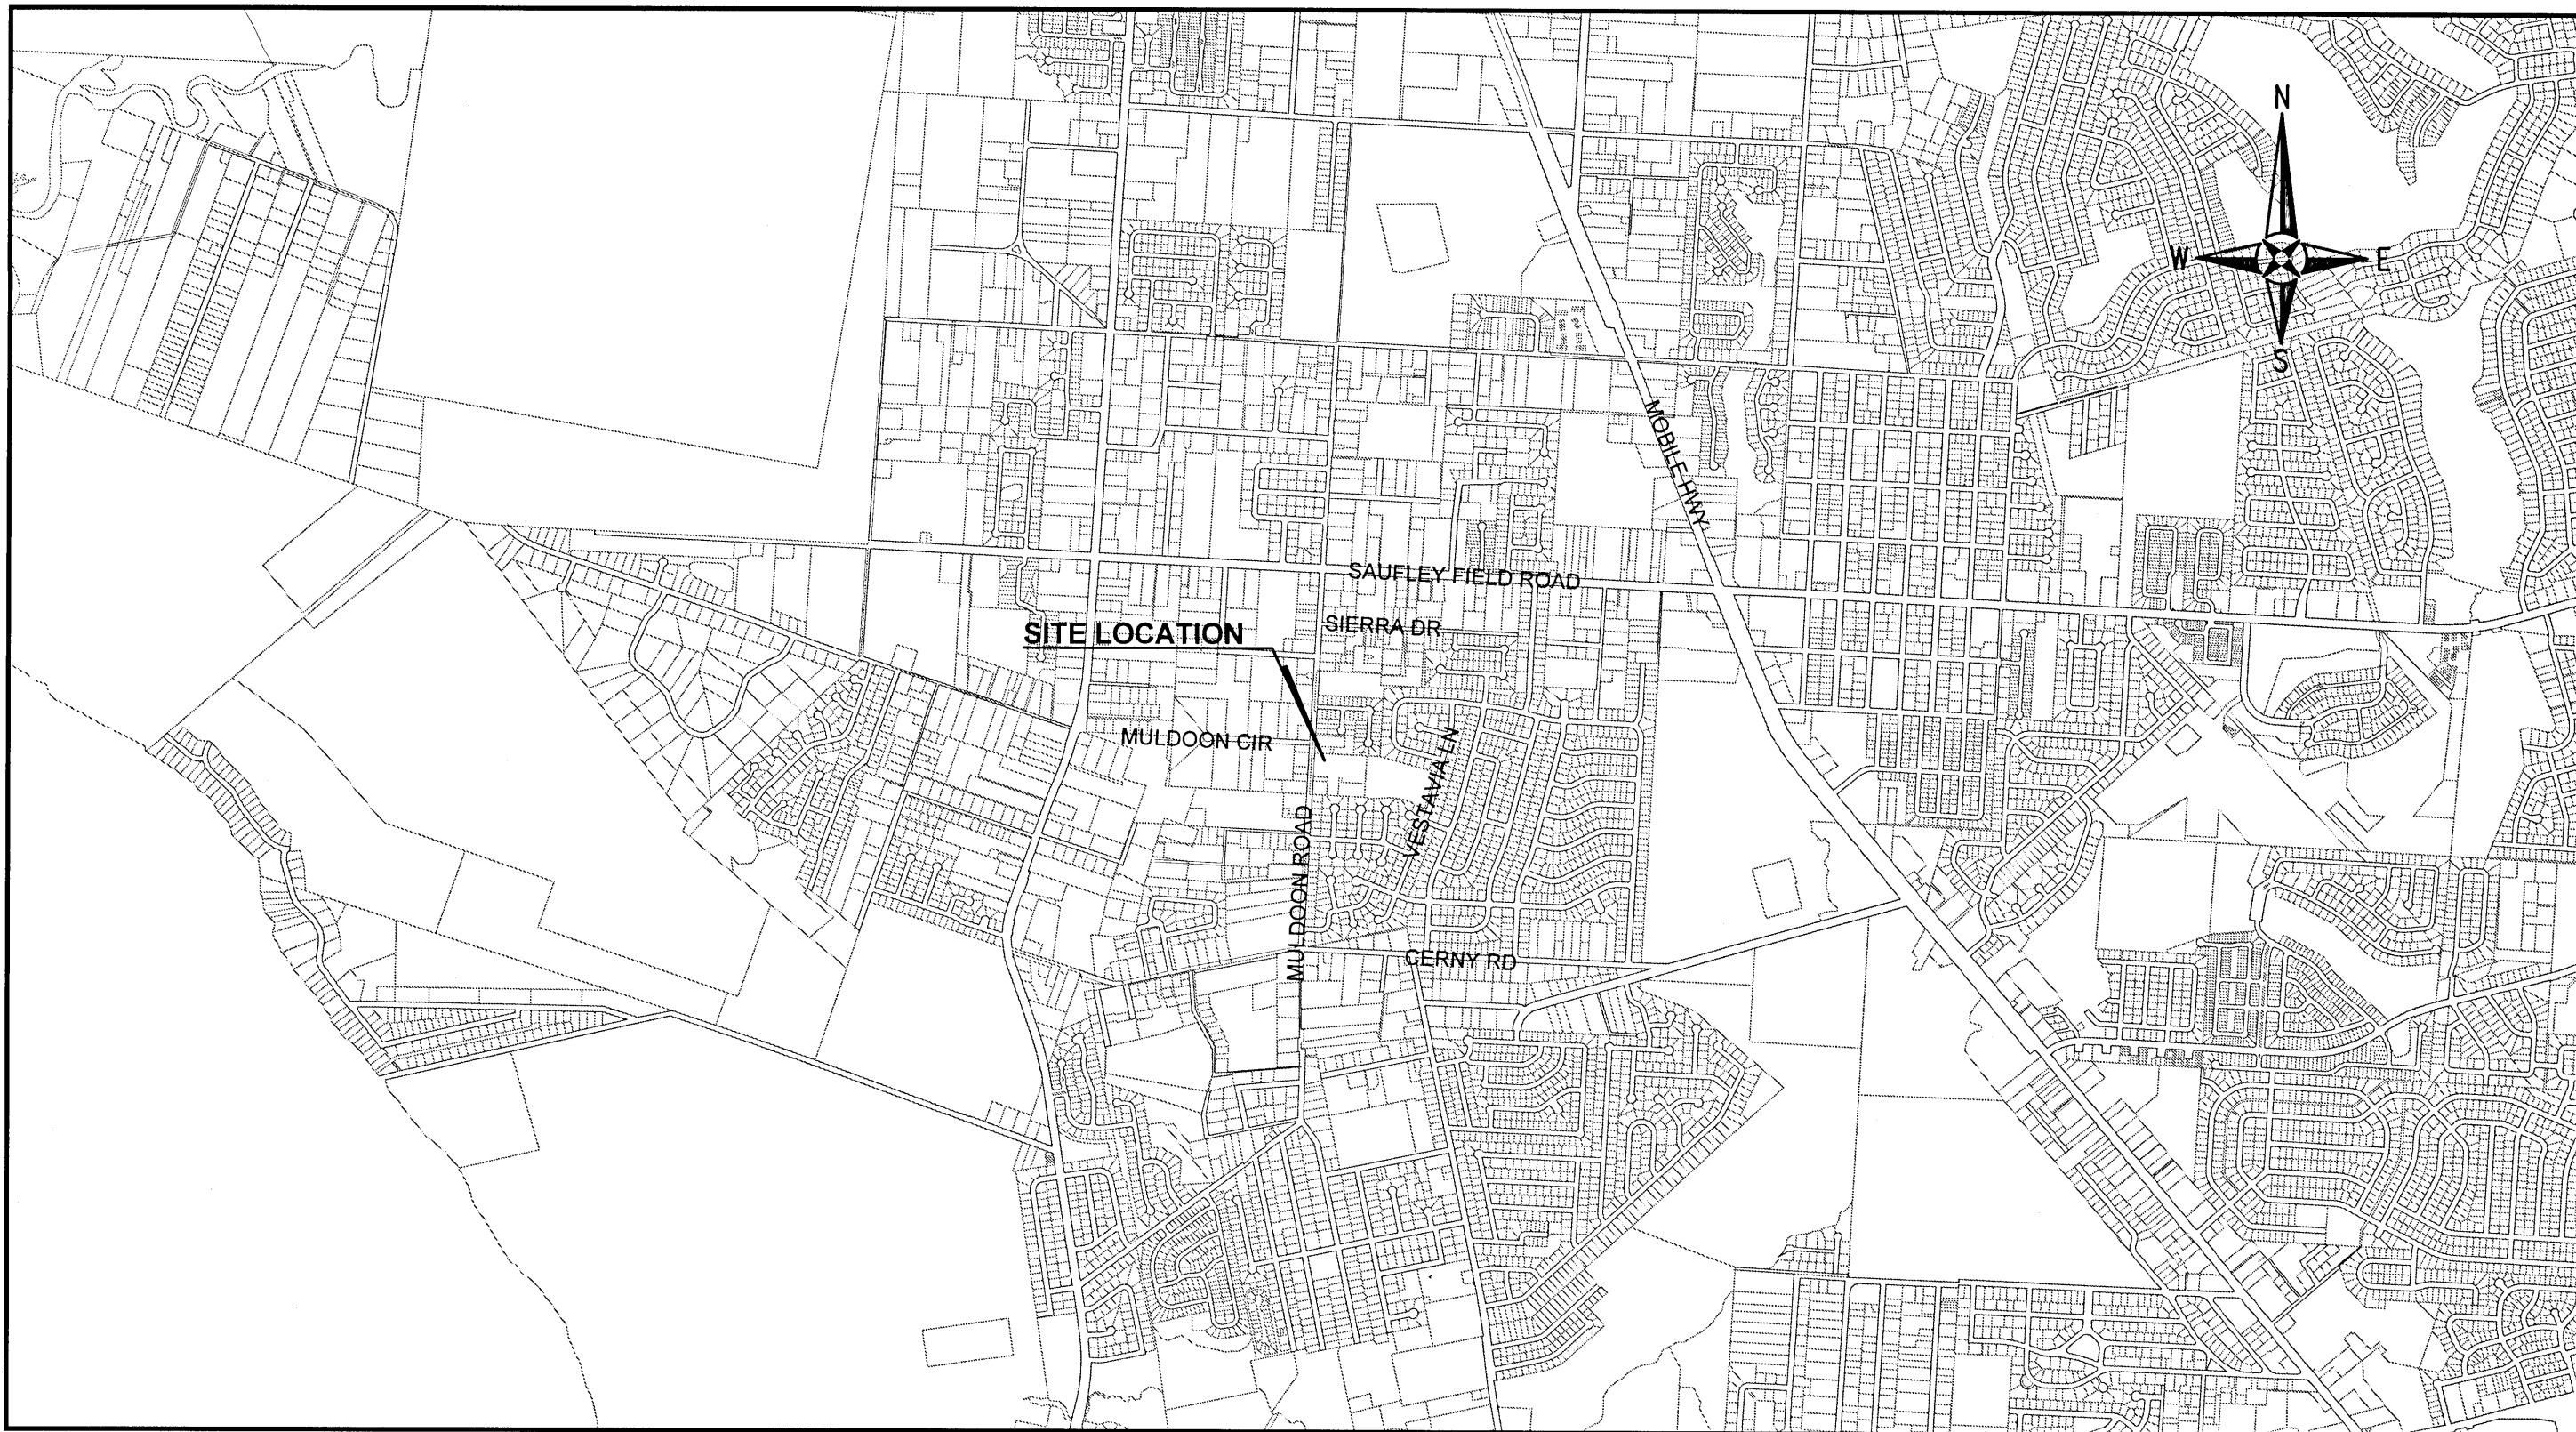 N
W E
S
MOBILE HWY
SAUFLEY FIELD ROAD
SIERRA DR
SITE LOCATION
MULDOON CIR
VESTAVIA LN
MULDOON ROAD
CERNY RD